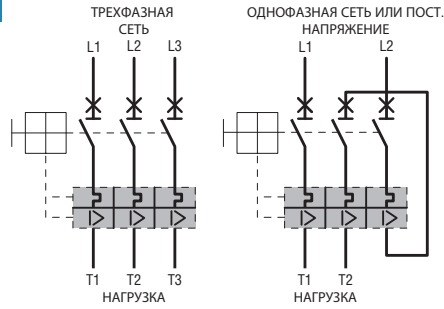 ТРЕХФАЗНАЯ
СЕТЬ
L1 L2 L3
T1 T2 T3
НАГРУЗКА
ОДНОФАЗНАЯ СЕТЬ ИЛИ ПОСТ.
НАПРЯЖЕНИЕ
L1 L2
T1 T2
НАГРУЗКА